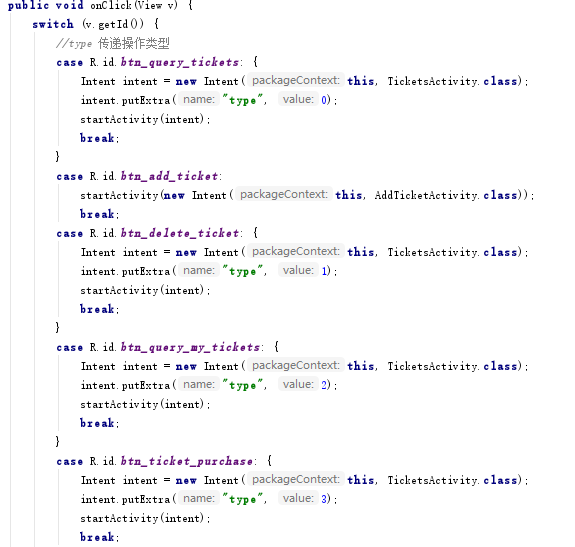 public void onClick(View v) {
switch (v.getId()) {
//type 传递操作类型
case R.id.btn_query_tickets: {
Intent intent = new Intent( packageContext: this, TicketsActivity.class);
intent.putExtra( name: "type", value: 0);
startActivity(intent);
break;
}
case R.id.btn_add_ticket:
startActivity(new Intent( packageContext: this, AddTicketActivity.class));
break;
case R.id.btn_delete_ticket: {
Intent intent = new Intent( packageContext: this, TicketsActivity.class);
intent.putExtra( name: "type", value: 1);
startActivity(intent);
break;
}
case R.id.btn_query_my_tickets: {
Intent intent = new Intent( packageContext: this, TicketsActivity.class);
intent.putExtra( name: "type", value: 2);
startActivity(intent);
break;
}
case R.id.btn_ticket_purchase: {
Intent intent = new Intent( packageContext: this, TicketsActivity.class);
intent.putExtra( name: "type", value: 3);
startActivity(intent);
break;